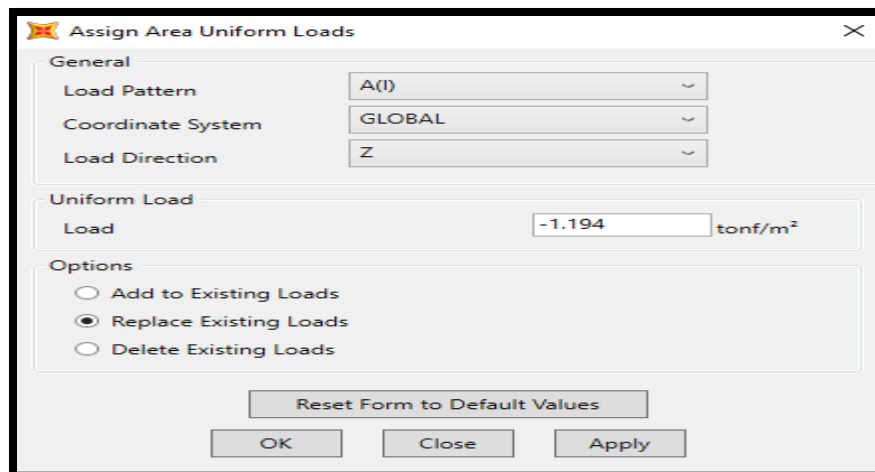 Assign Area Uniform Loads
General
Load Pattern A(I)
Coordinate System GLOBAL
Load Direction Z
Uniform Load
Load -1.194 tonf/m²
Options
Add to Existing Loads
Replace Existing Loads
Delete Existing Loads
Reset Form to Default Values
OK Close Apply